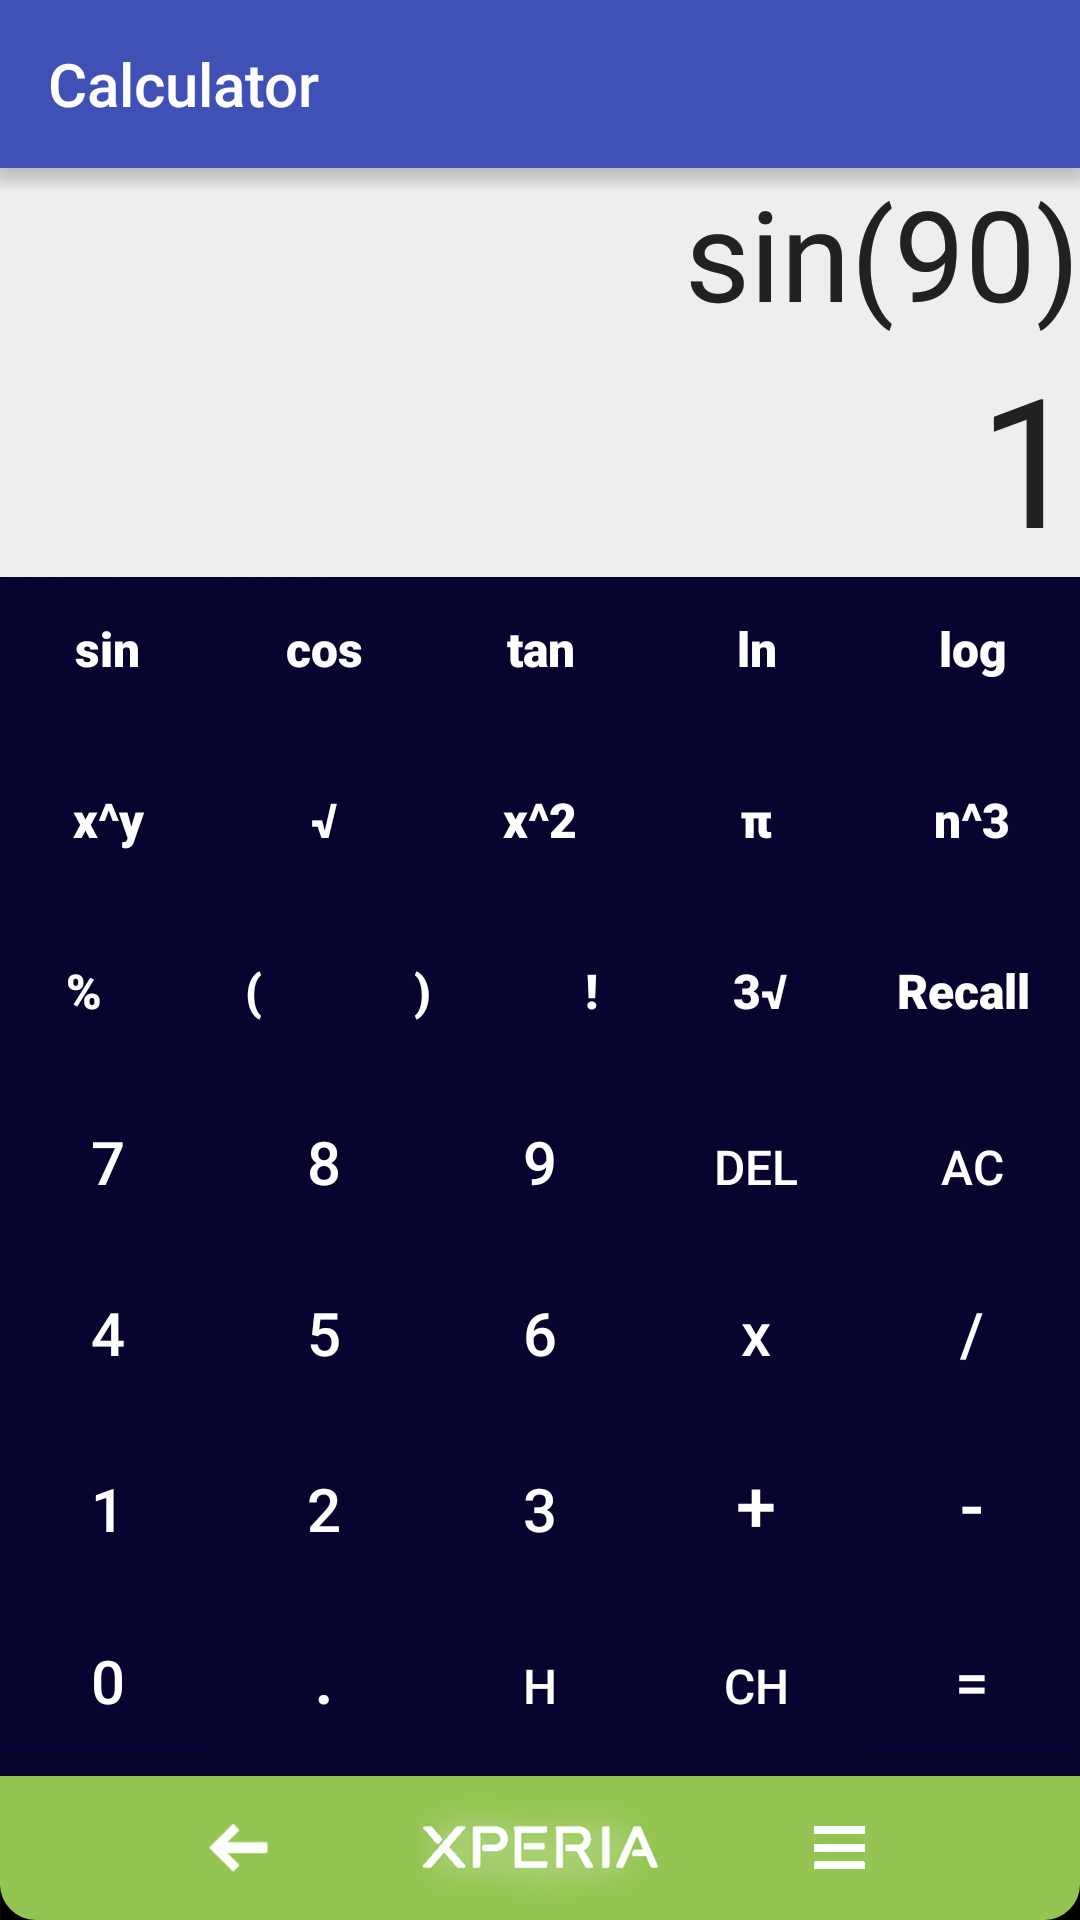 Calculator
sin(90)
1
sin cos tan ln log
x^y √ x^2 π n^3
% ( ) ! 3√ Recall
7 8 9 DEL AC
4 5 6 x /
1 2 3 + -
0 . H CH =
XPERIA